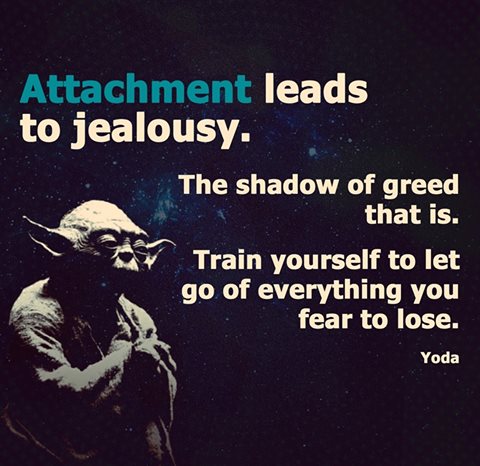 Attachment leads
to jealousy.
The shadow of greed
that is.
Train yourself to let
go of everything you
fear to lose.
Yoda